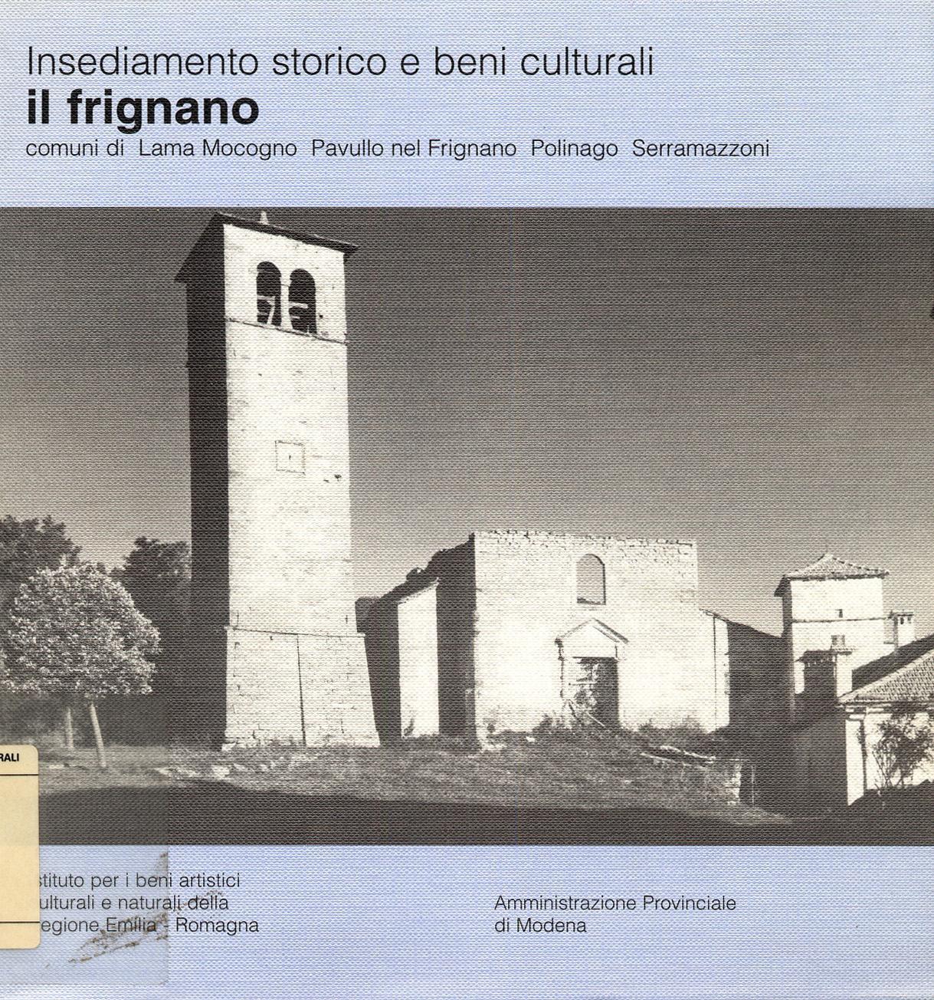 Insediamento storico e beni culturali
il frignano
comuni di Lama Mocogno Pavullo nel Frignano Polinago Serramazzoni
RALI
stituto per i beni artistici
ulturali e naturali della
egione Emilia - Romagna
Amministrazione Provinciale
di Modena